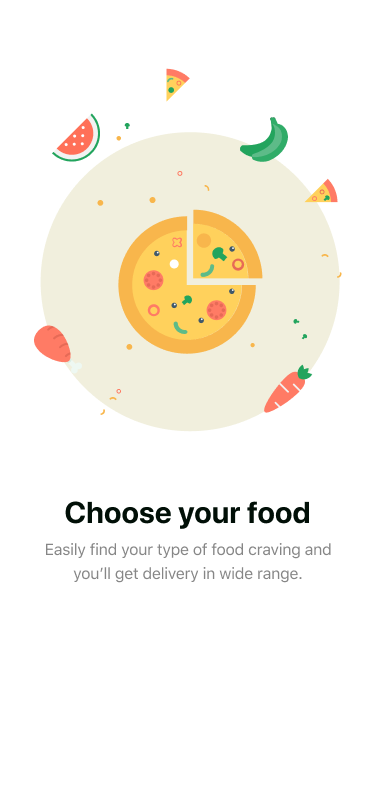 Choose your food
Easily find your type of food craving and
you’ll get delivery in wide range.